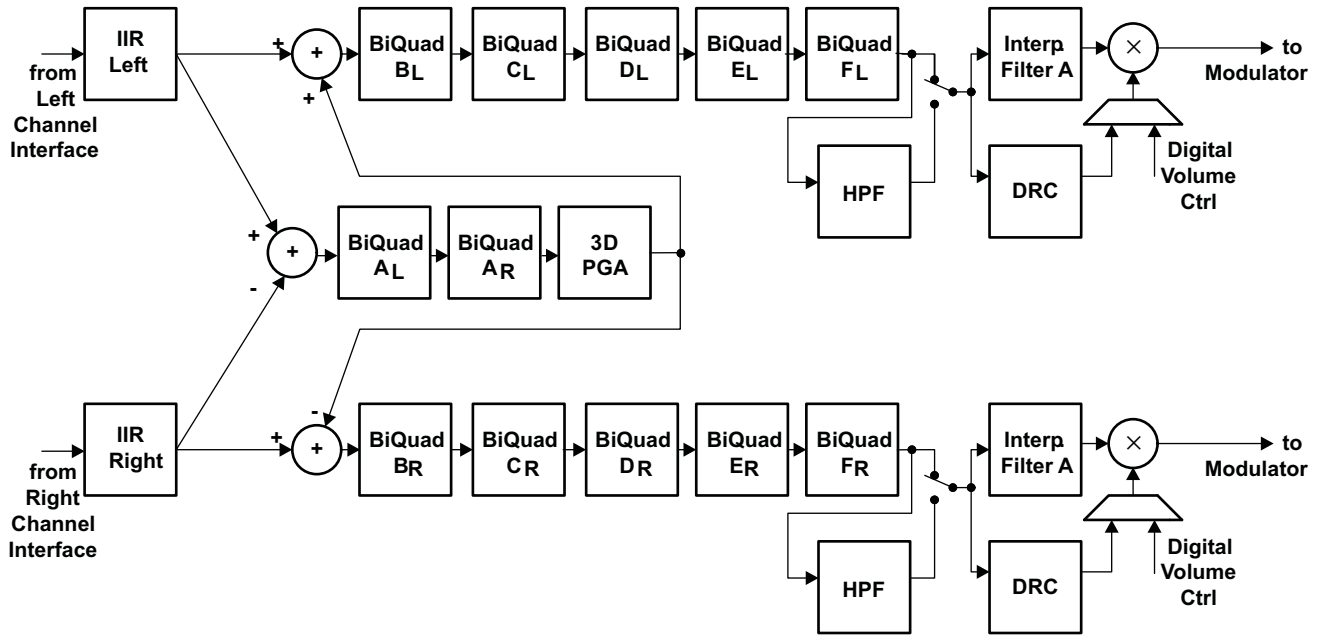 IIR
Left
from
Left
Channel
Interface
+
+
+
BiQuad
BL
BiQuad
CL
BiQuad
DL
BiQuad
EL
BiQuad
FL
HPF
Interp.
Filter A
DRC
×
to
Modulator
Digital
Volume
Ctrl
+
-
+
BiQuad
AL
BiQuad
AR
3D
PGA
IIR
Right
from
Right
Channel
Interface
+
-
+
BiQuad
BR
BiQuad
CR
BiQuad
DR
BiQuad
ER
BiQuad
FR
HPF
Interp.
Filter A
DRC
×
to
Modulator
Digital
Volume
Ctrl